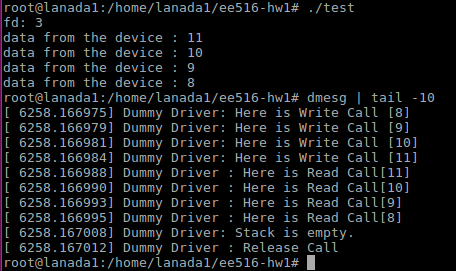 root@lanada1:/home/lanada1/ee516-hw1# ./test
fd: 3
data from the device : 11
data from the device : 10
data from the device : 9
data from the device : 8
root@lanada1:/home/lanada1/ee516-hw1# dmesg | tail -10
[ 6258.166975] Dummy Driver: Here is Write Call [8]
[ 6258.166979] Dummy Driver: Here is Write Call [9]
[ 6258.166981] Dummy Driver: Here is Write Call [10]
[ 6258.166984] Dummy Driver: Here is Write Call [11]
[ 6258.166988] Dummy Driver : Here is Read Call[11]
[ 6258.166990] Dummy Driver : Here is Read Call[10]
[ 6258.166993] Dummy Driver : Here is Read Call[9]
[ 6258.166995] Dummy Driver : Here is Read Call[8]
[ 6258.167008] Dummy Driver: Stack is empty.
[ 6258.167012] Dummy Driver : Release Call
root@lanada1:/home/lanada1/ee516-hw1#